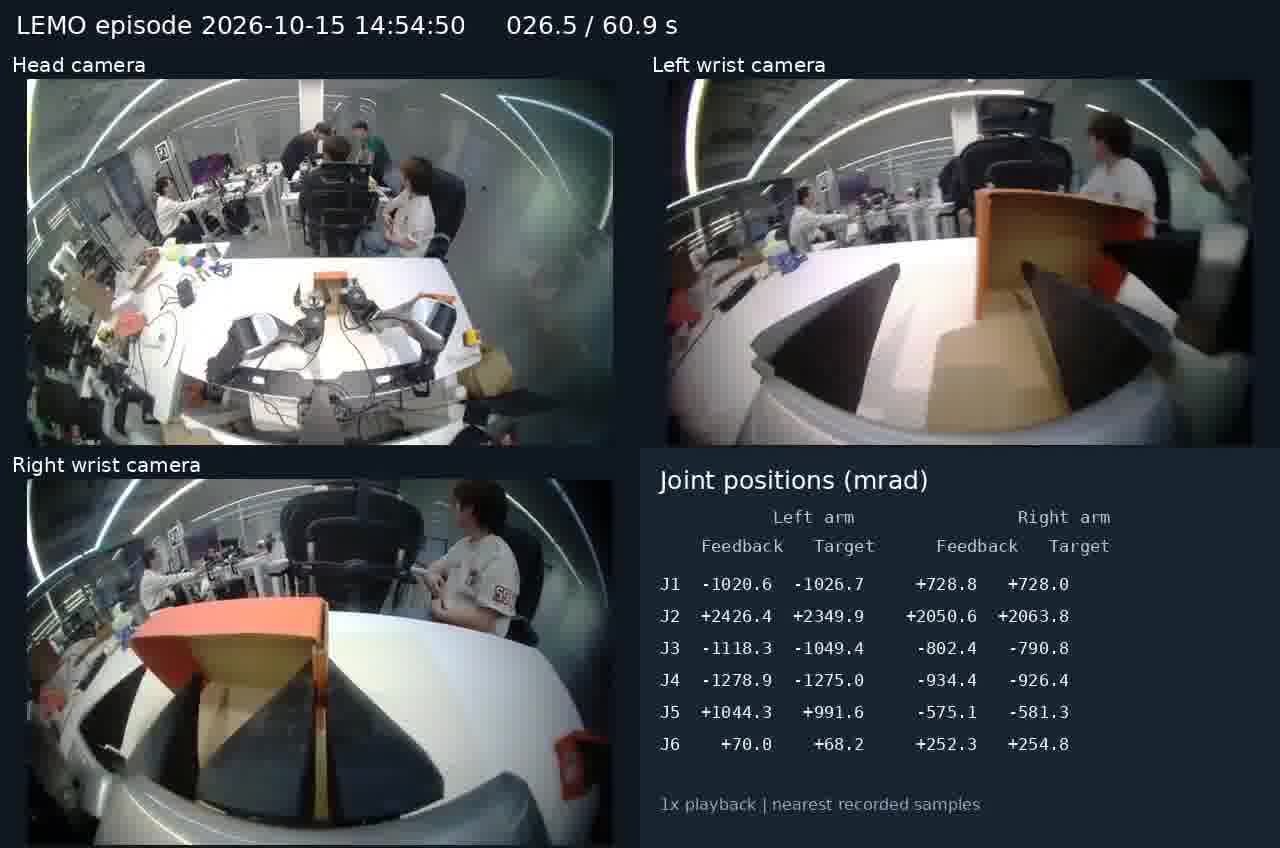 LEMO episode 2026-10-15 14:54:50 026.5 / 60.9 s
Head camera
Left wrist camera
Right wrist camera
Joint positions (mrad)
Left arm Right arm
Feedback Target Feedback Target
J1 -1020.6 -1026.7 +728.8 +728.0
J2 +2426.4 +2349.9 +2050.6 +2063.8
J3 -1118.3 -1049.4 -802.4 -790.8
J4 -1278.9 -1275.0 -934.4 -926.4
J5 +1044.3 +991.6 -575.1 -581.3
J6 +70.0 +68.2 +252.3 +254.8
1x playback | nearest recorded samples